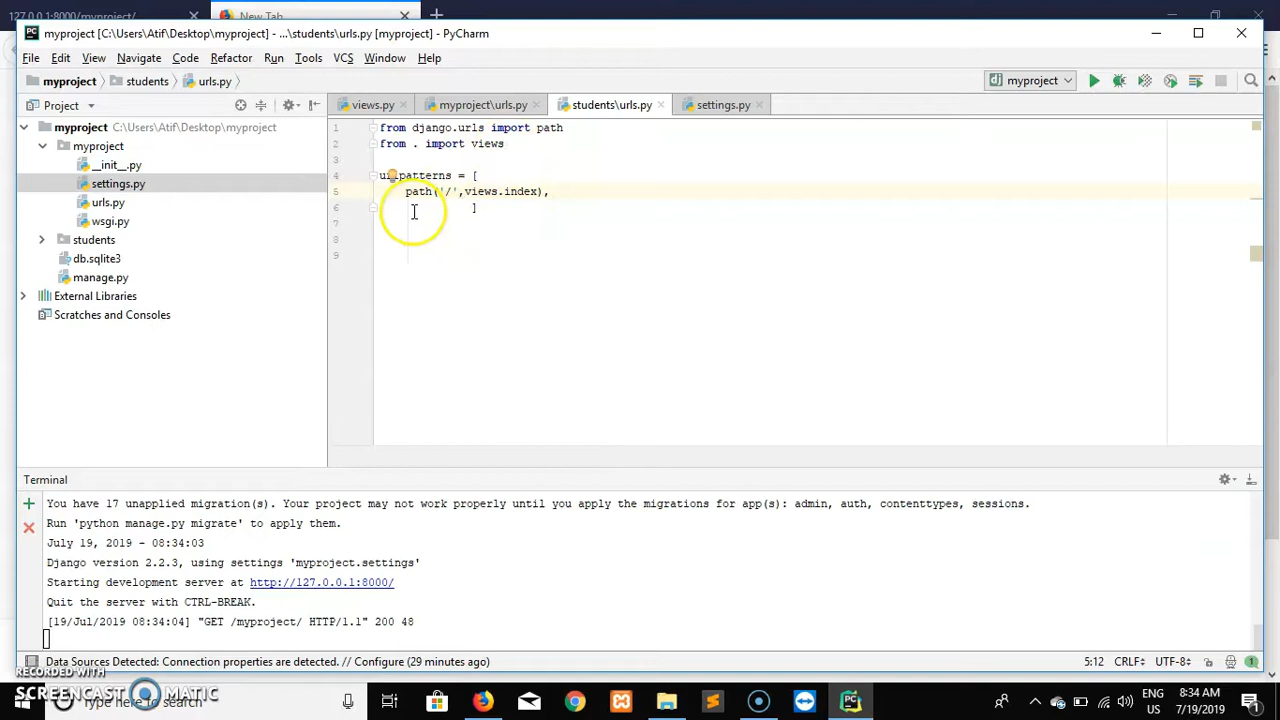 127.0.0.1:8000/myproject/
New Tab
myproject [C:\Users\Atif\Desktop\myproject] - ...\students\urls.py [myproject] - PyCharm
File Edit View Navigate Code Refactor Run Tools VCS Window Help
myproject students urls.py
myproject
Project
views.py myproject\urls.py students\urls.py settings.py
myproject C:\Users\Atif\Desktop\myproject
myproject
__init__.py
settings.py
urls.py
wsgi.py
students
db.sqlite3
manage.py
External Libraries
Scratches and Consoles
1 from django.urls import path
2 from . import views
3
4 urlpatterns = [
5 path('/',views.index),
6 ]
7
8
9
Terminal
You have 17 unapplied migration(s). Your project may not work properly until you apply the migrations for app(s): admin, auth, contenttypes, sessions.
Run 'python manage.py migrate' to apply them.
July 19, 2019 - 08:34:03
Django version 2.2.3, using settings 'myproject.settings'
Starting development server at http://127.0.0.1:8000/
Quit the server with CTRL-BREAK.
[19/Jul/2019 08:34:04] "GET /myproject/ HTTP/1.1" 200 48
Data Sources Detected: Connection properties are detected. // Configure (29 minutes ago)
5:12 CRLF: UTF-8: 1
RECORDED WITH
SCREENCAST MATIC
Type here to search
ENG
US
8:34 AM
7/19/2019